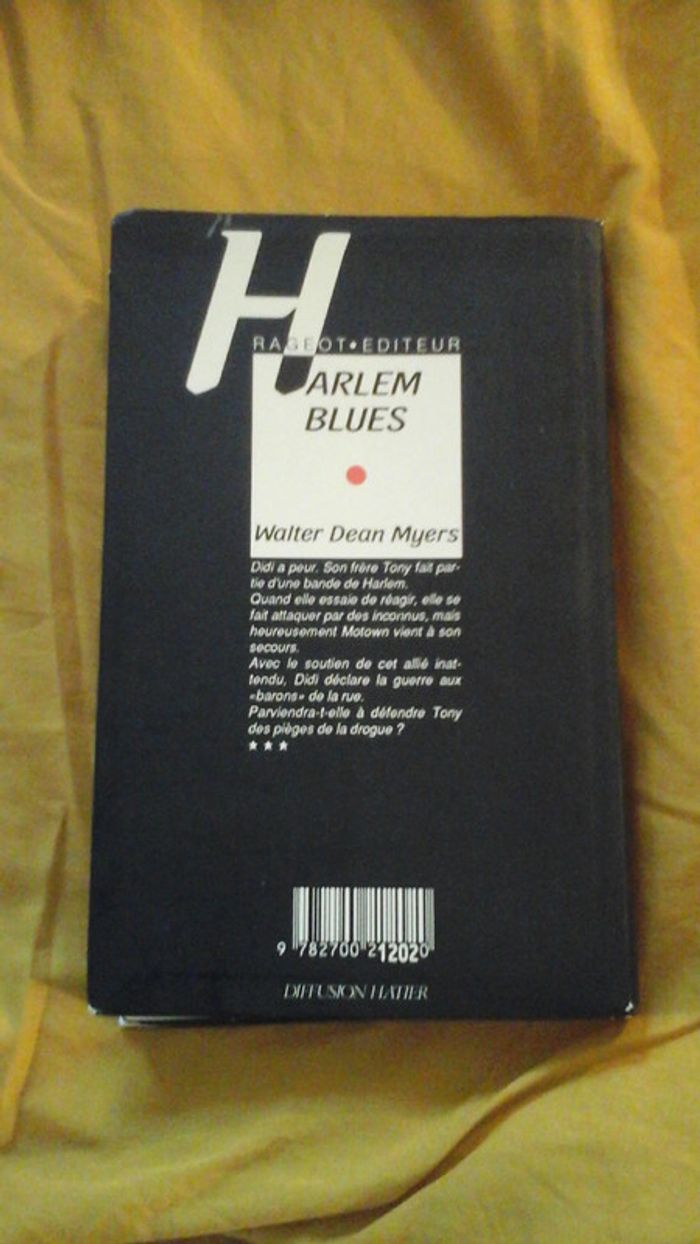 RAGEOT•EDITEUR
HARLEM
BLUES
Walter Dean Myers
Didi a peur. Son frère Tony fait par-
tie d'une bande de Harlem.
Quand elle essaie de réagir, elle se
fait attaquer par des inconnus, mais
heureusement Motown vient à son
secours.
Avec le soutien de cet allié inat-
tendu, Didi déclare la guerre aux
«barons» de la rue.
Parviendra-t-elle à défendre Tony
des pièges de la drogue ?
★ ★ ★
9 782700 212020
DIFFUSION HATIER